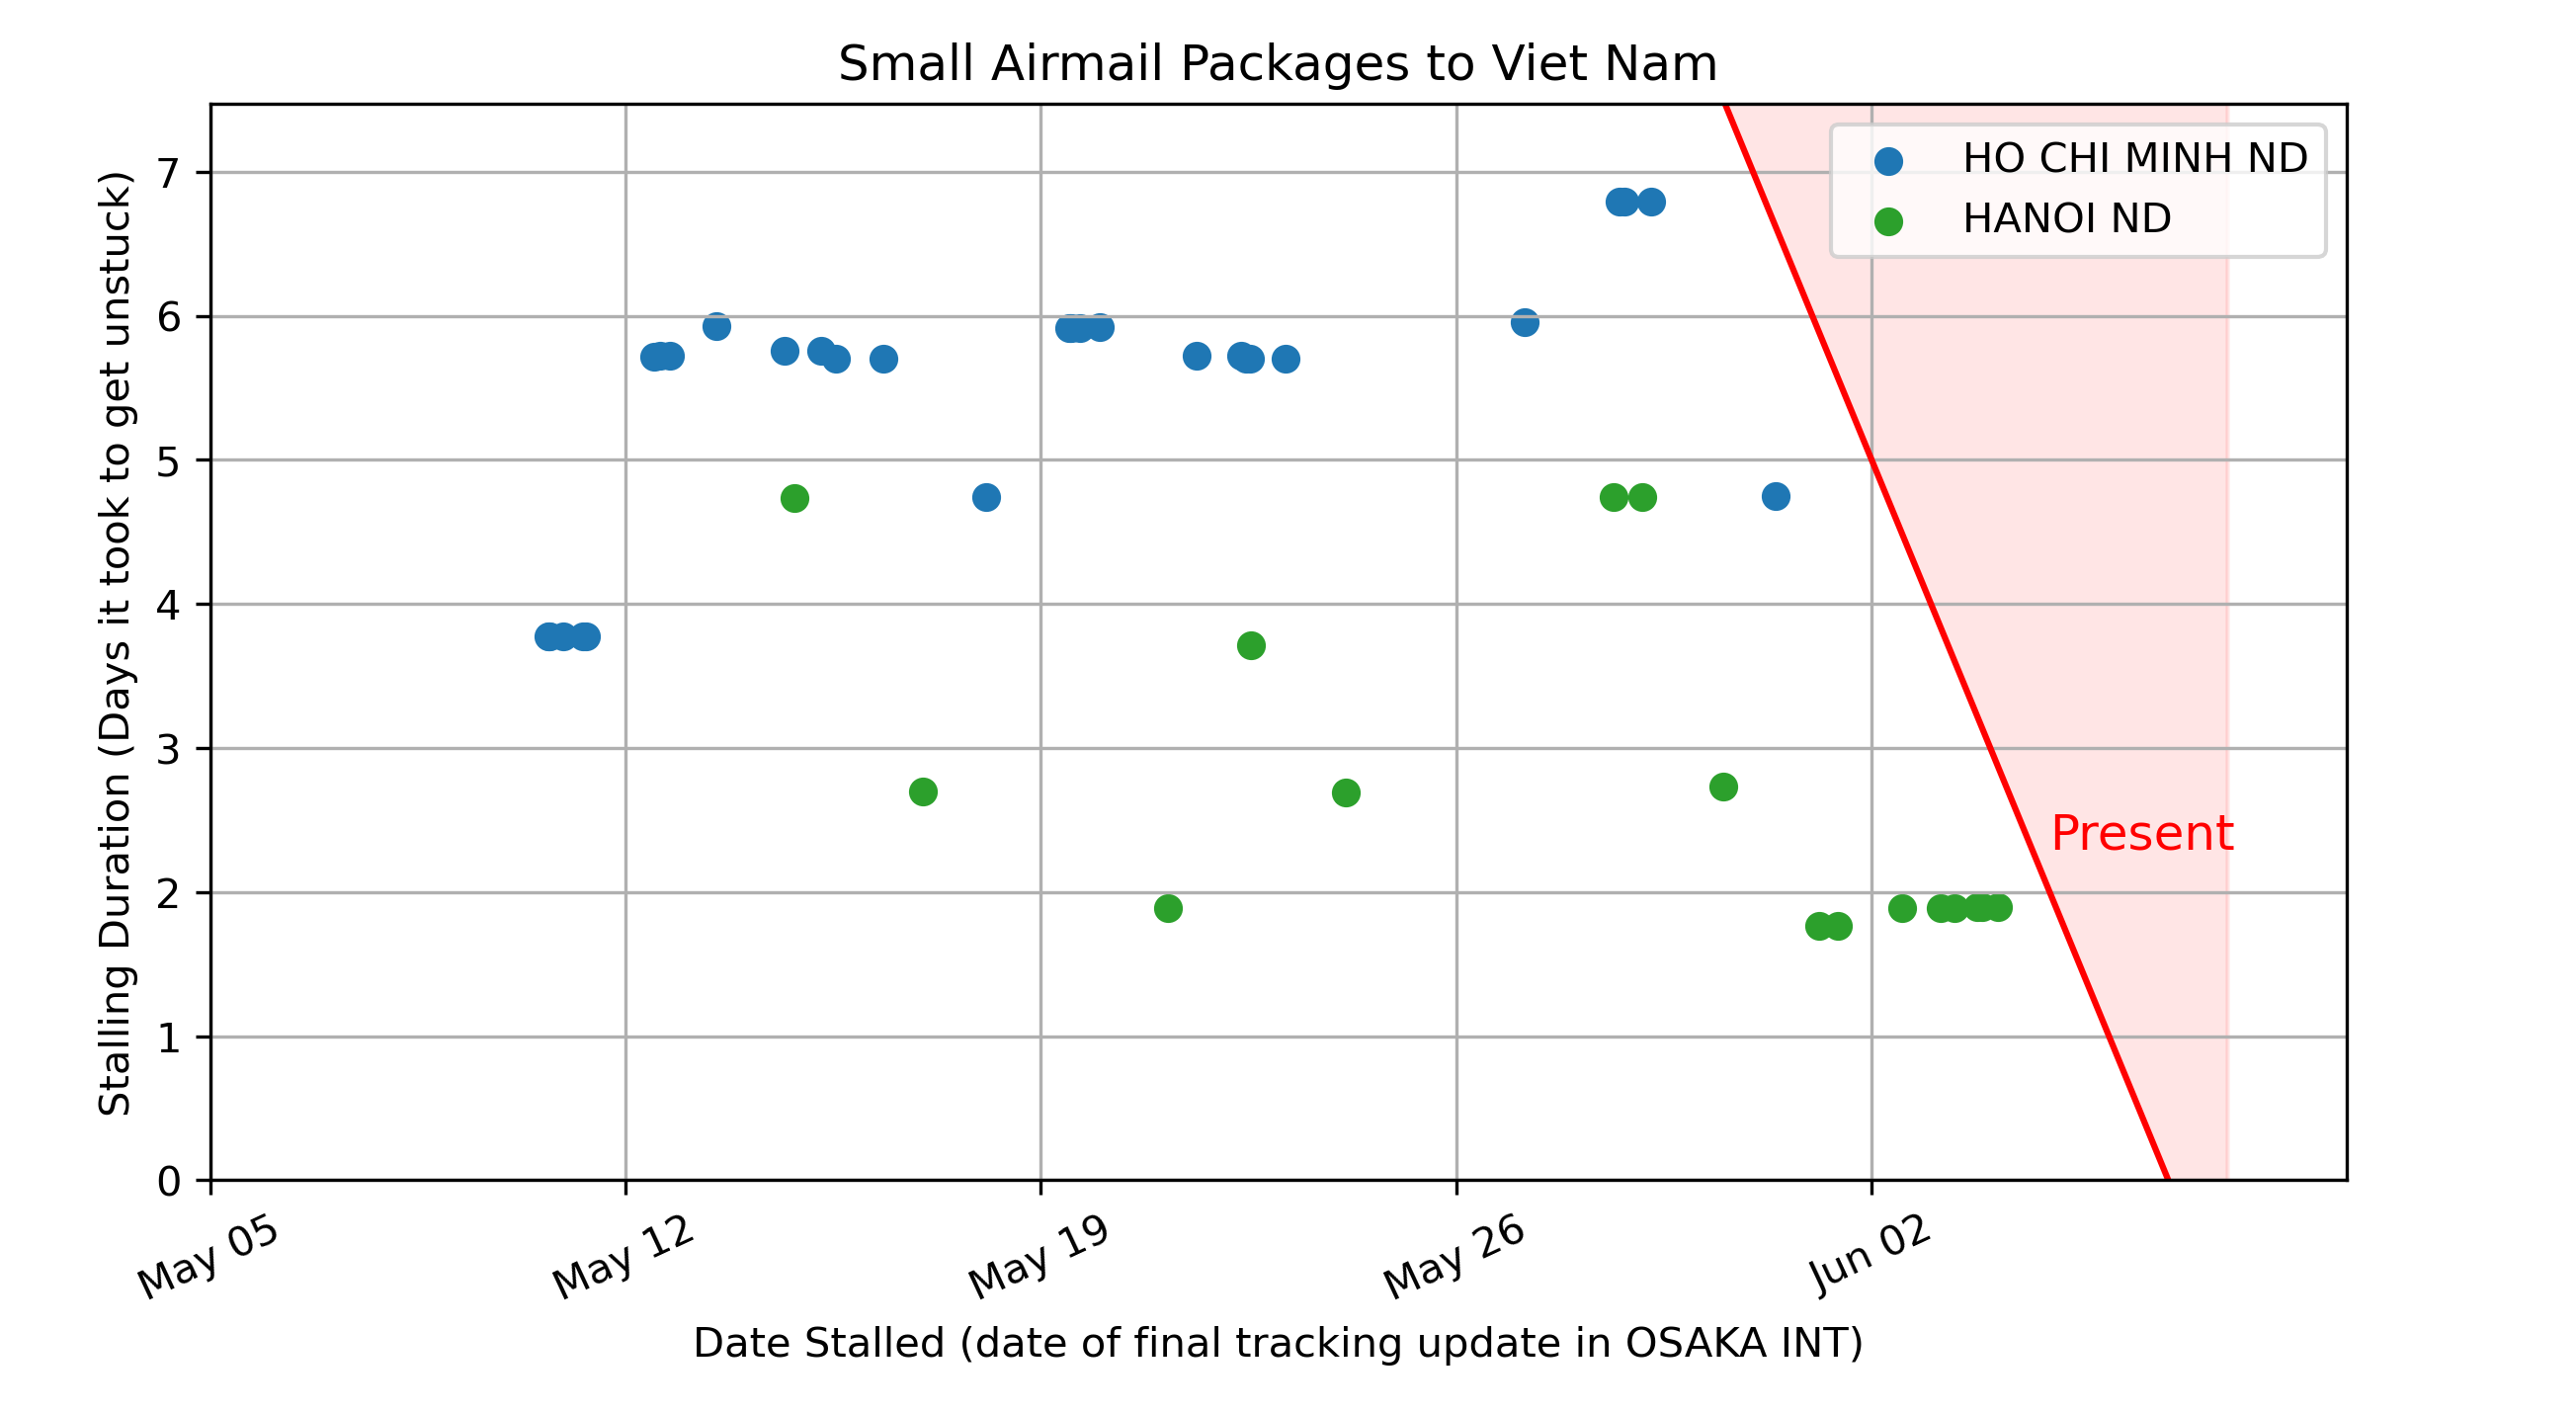 Small Airmail Packages to Viet Nam
Stalling Duration (Days it took to get unstuck)
7
6
5
4
3
2
1
0
HO CHI MINH ND
HANOI ND
Present
May 05
May 12
May 19
May 26
Jun 02
Date Stalled (date of final tracking update in OSAKA INT)